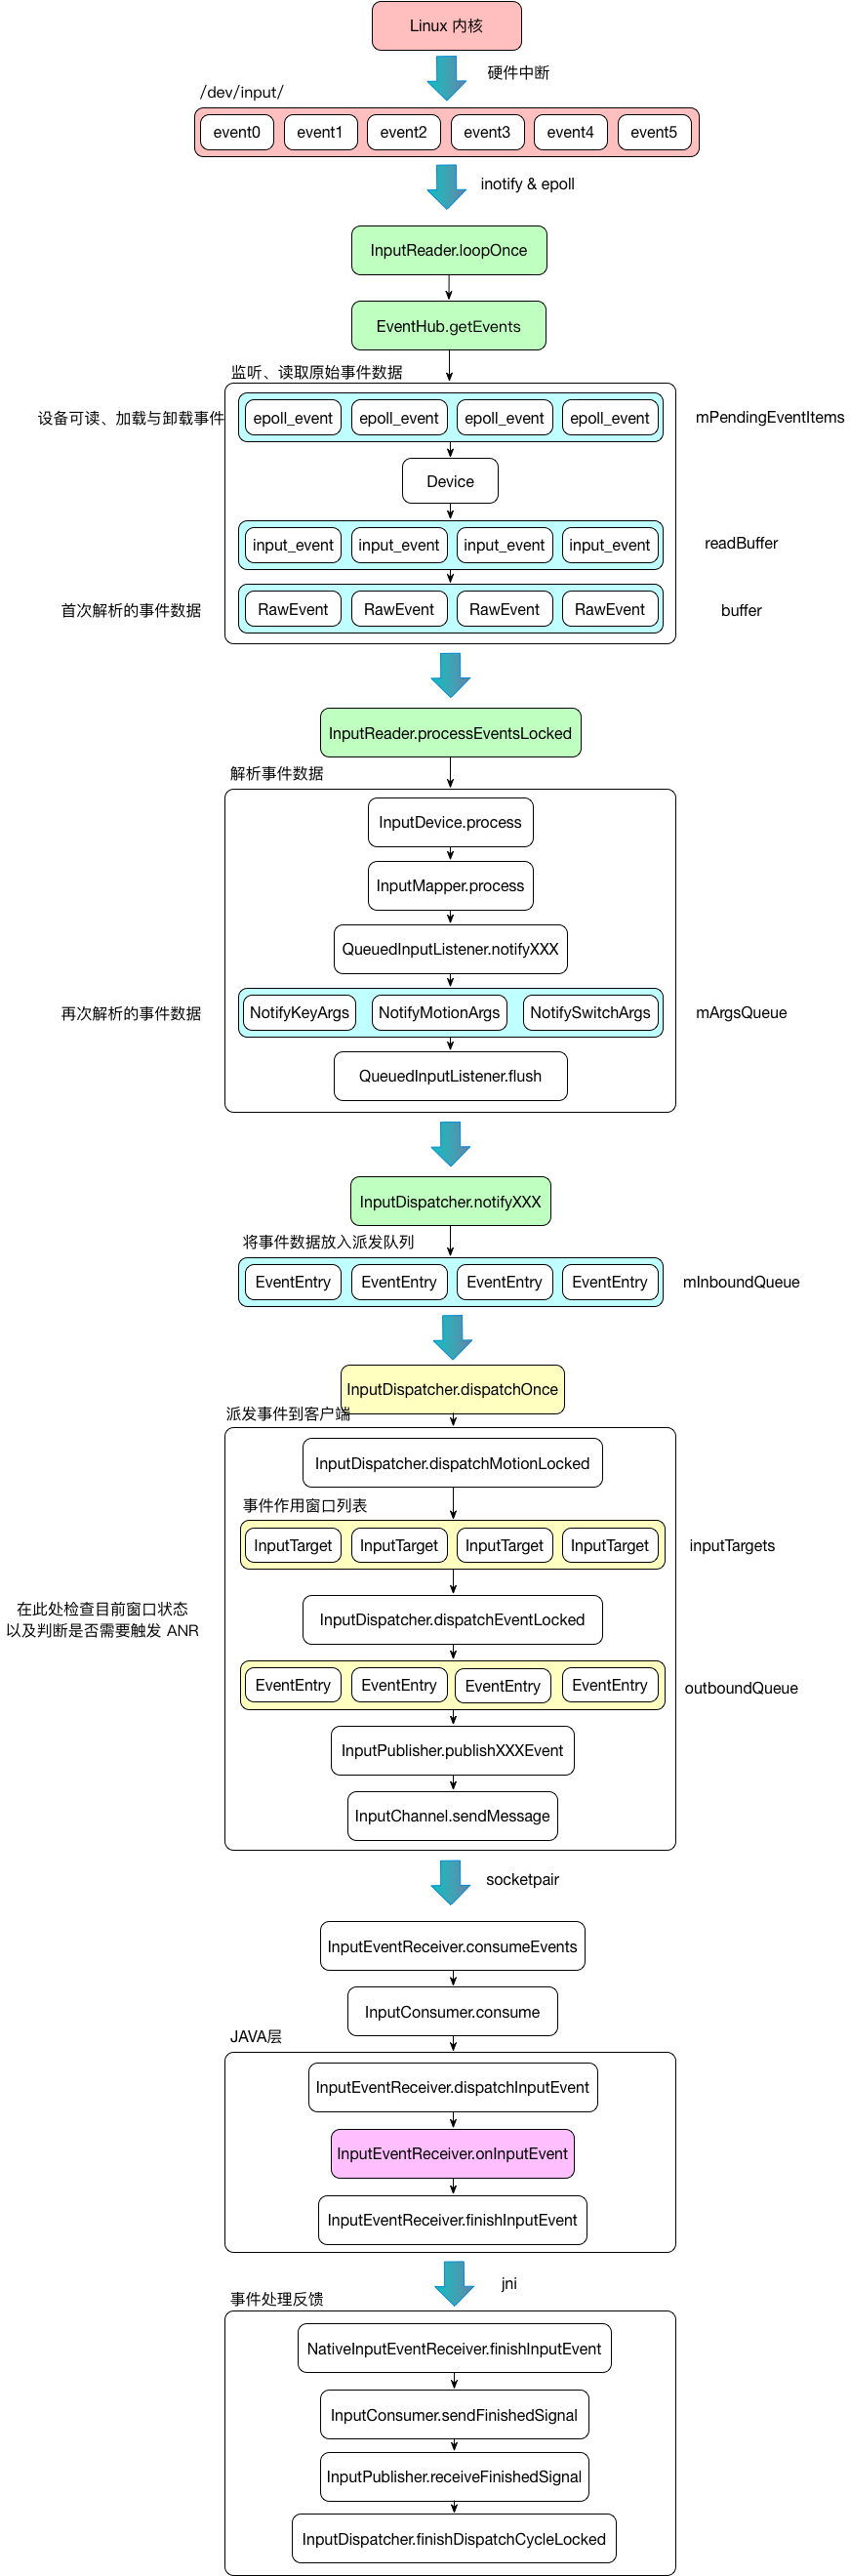 Linux 内核
硬件中断
/dev/input/
event0 event1 event2 event3 event4 event5
inotify & epoll
InputReader.loopOnce
EventHub.getEvents
监听、读取原始事件数据
设备可读、加载与卸载事件 epoll_event epoll_event epoll_event epoll_event mPendingEventItems
Device
input_event input_event input_event input_event readBuffer
首次解析的事件数据 RawEvent RawEvent RawEvent RawEvent buffer
InputReader.processEventsLocked
解析事件数据
InputDevice.process
InputMapper.process
QueuedInputListener.notifyXXX
再次解析的事件数据 NotifyKeyArgs NotifyMotionArgs NotifySwitchArgs mArgsQueue
QueuedInputListener.flush
InputDispatcher.notifyXXX
将事件数据放入派发队列
EventEntry EventEntry EventEntry EventEntry mInboundQueue
InputDispatcher.dispatchOnce
派发事件到客户端
InputDispatcher.dispatchMotionLocked
事件作用窗口列表
InputTarget InputTarget InputTarget InputTarget inputTargets
在此处检查目前窗口状态
以及判断是否需要触发 ANR
InputDispatcher.dispatchEventLocked
EventEntry EventEntry EventEntry EventEntry outboundQueue
InputPublisher.publishXXXEvent
InputChannel.sendMessage
socketpair
InputEventReceiver.consumeEvents
InputConsumer.consume
JAVA层
InputEventReceiver.dispatchInputEvent
InputEventReceiver.onInputEvent
InputEventReceiver.finishInputEvent
jni
事件处理反馈
NativeInputEventReceiver.finishInputEvent
InputConsumer.sendFinishedSignal
InputPublisher.receiveFinishedSignal
InputDispatcher.finishDispatchCycleLocked